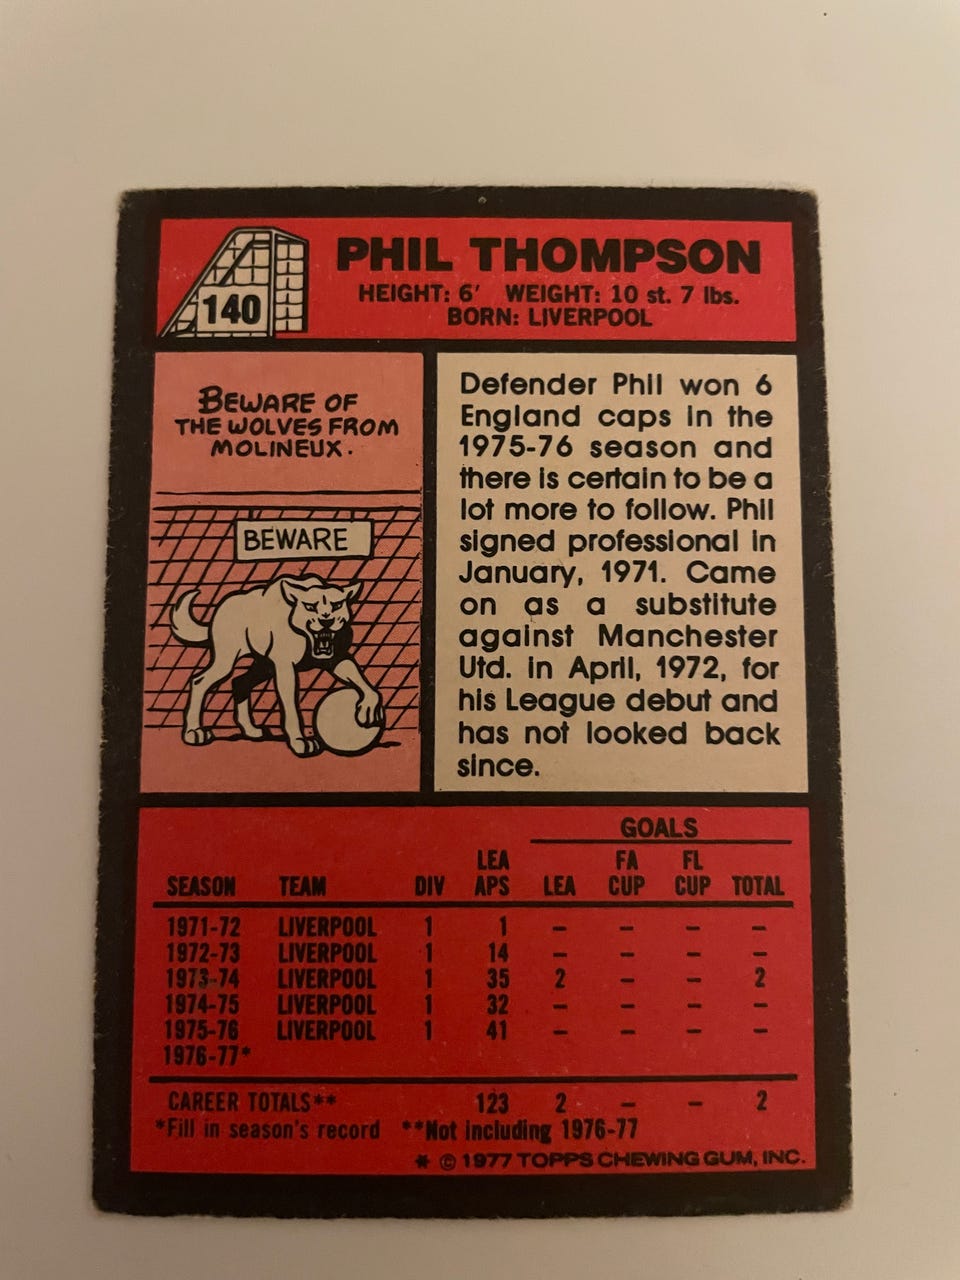 140
PHIL THOMPSON
HEIGHT: 6' WEIGHT: 10 st. 7 lbs.
BORN: LIVERPOOL
BEWARE OF
THE WOLVES FROM
MOLINEUX.
BEWARE
Defender Phil won 6
England caps in the
1975-76 season and
there is certain to be a
lot more to follow. Phil
signed professional in
January, 1971. Came
on as a substitute
against Manchester
Utd. in April, 1972, for
his League debut and
has not looked back
since.
GOALS
LEA FA FL
SEASON TEAM DIV APS LEA CUP CUP TOTAL
1971-72 LIVERPOOL 1 1 – – – –
1972-73 LIVERPOOL 1 14 – – – –
1973-74 LIVERPOOL 1 35 2 – – 2
1974-75 LIVERPOOL 1 32 – – – –
1975-76 LIVERPOOL 1 41 – – – –
1976-77*
CAREER TOTALS** 123 2 – – 2
*Fill in season's record **Not including 1976-77
* © 1977 TOPPS CHEWING GUM, INC.